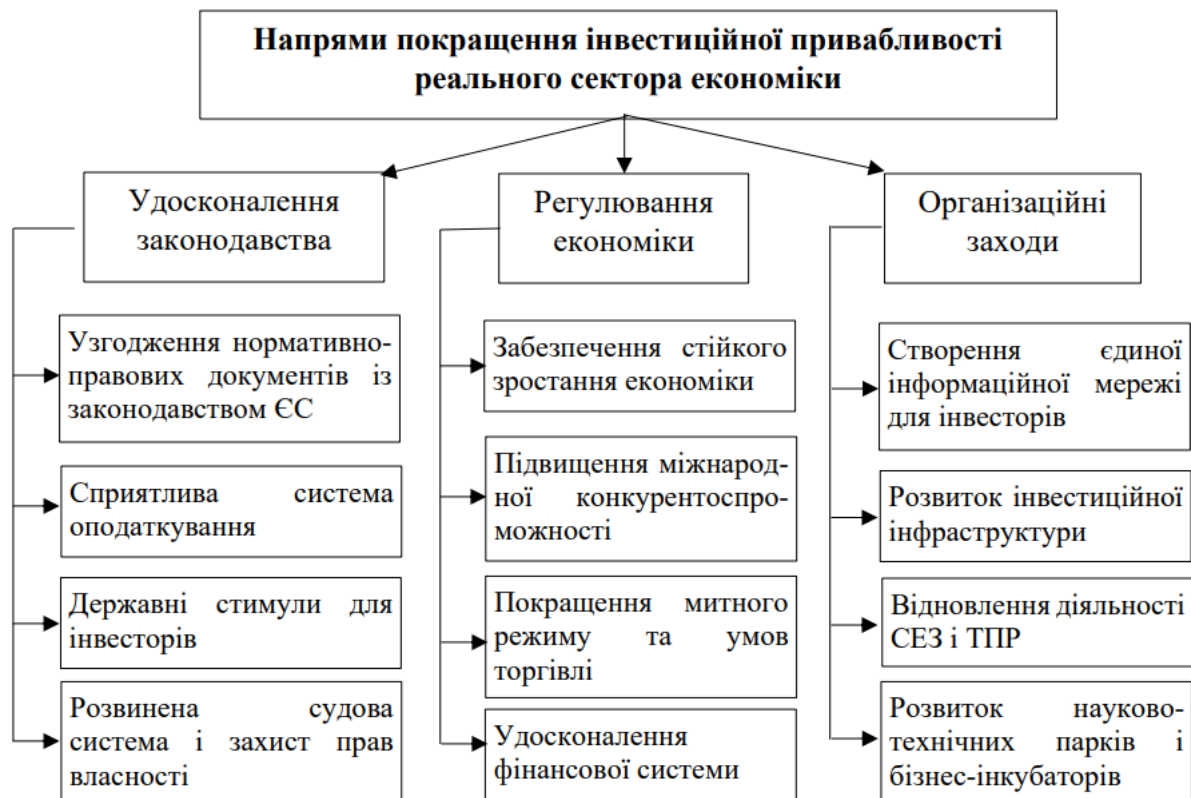 Напрями покращення інвестиційної привабливості
реального сектора економіки
Удосконалення
законодавства
Узгодження нормативно-
правових документів із
законодавством ЄС
Сприятлива система
оподаткування
Державні стимули для
інвесторів
Розвинена судова
система і захист прав
власності
Регулювання
економіки
Забезпечення стійкого
зростання економіки
Підвищення міжнарод-
ної конкурентоспро-
можності
Покращення митного
режиму та умов
торгівлі
Удосконалення
фінансової системи
Організаційні
заходи
Створення єдиної
інформаційної мережі
для інвесторів
Розвиток інвестиційної
інфраструктури
Відновлення діяльності
СЕЗ і ТПР
Розвиток науково-
технічних парків і
бізнес-інкубаторів